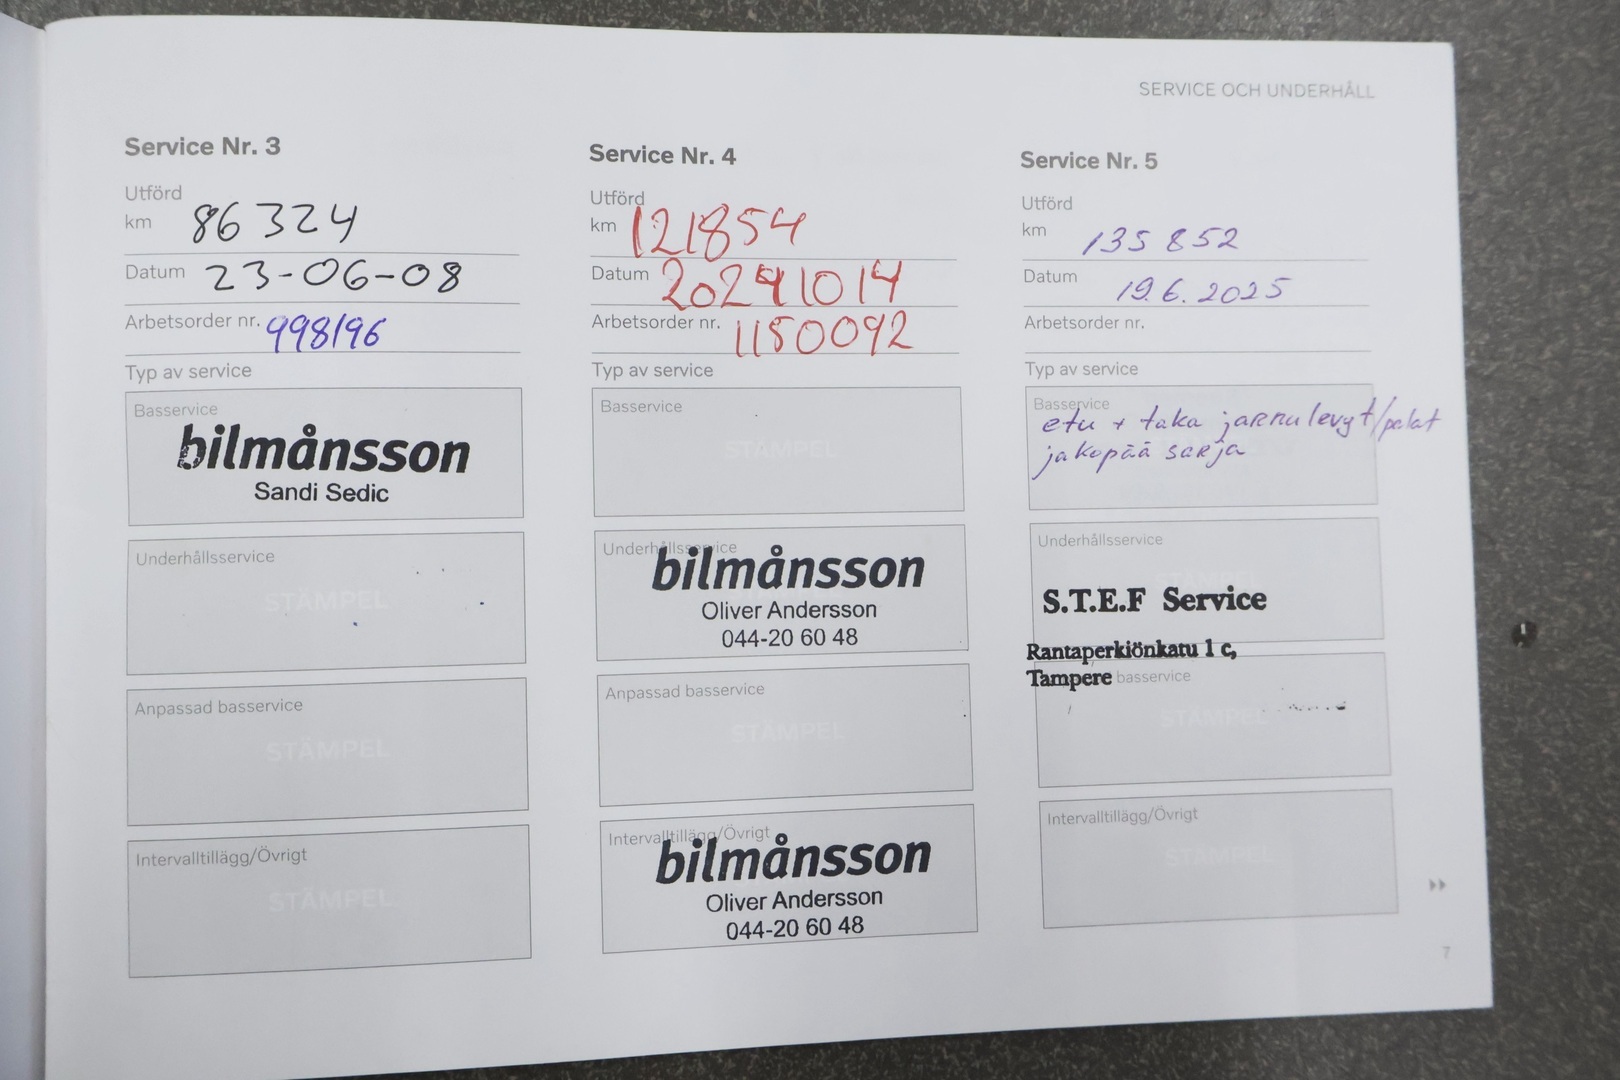 SERVICE OCH UNDERHÅLL
Service Nr. 3
Utförd
km 86324
Datum 23-06-08
Arbetsorder nr. 998196
Typ av service
Basservice
bilmånsson
Sandi Sedic
Underhållsservice
STÄMPEL
Anpassad basservice
STÄMPEL
Intervalltillägg/Övrigt
STÄMPEL
Service Nr. 4
Utförd
km 121854
Datum 20241014
Arbetsorder nr. 1150092
Typ av service
Basservice
STÄMPEL
Underhållsservice
bilmånsson
Oliver Andersson
044-20 60 48
Anpassad basservice
STÄMPEL
Intervalltillägg/Övrigt
bilmånsson
Oliver Andersson
044-20 60 48
Service Nr. 5
Utförd
km 135852
Datum 19.6.2025
Arbetsorder nr.
Typ av service
Basservice
etu + taka jarrulevyt/palat
jakopää sarja
Underhållsservice
STÄMPEL
S.T.E.F Service
Rantaperkiönkatu 1 c,
Tampere basservice
STÄMPEL
Intervalltillägg/Övrigt
STÄMPEL
7